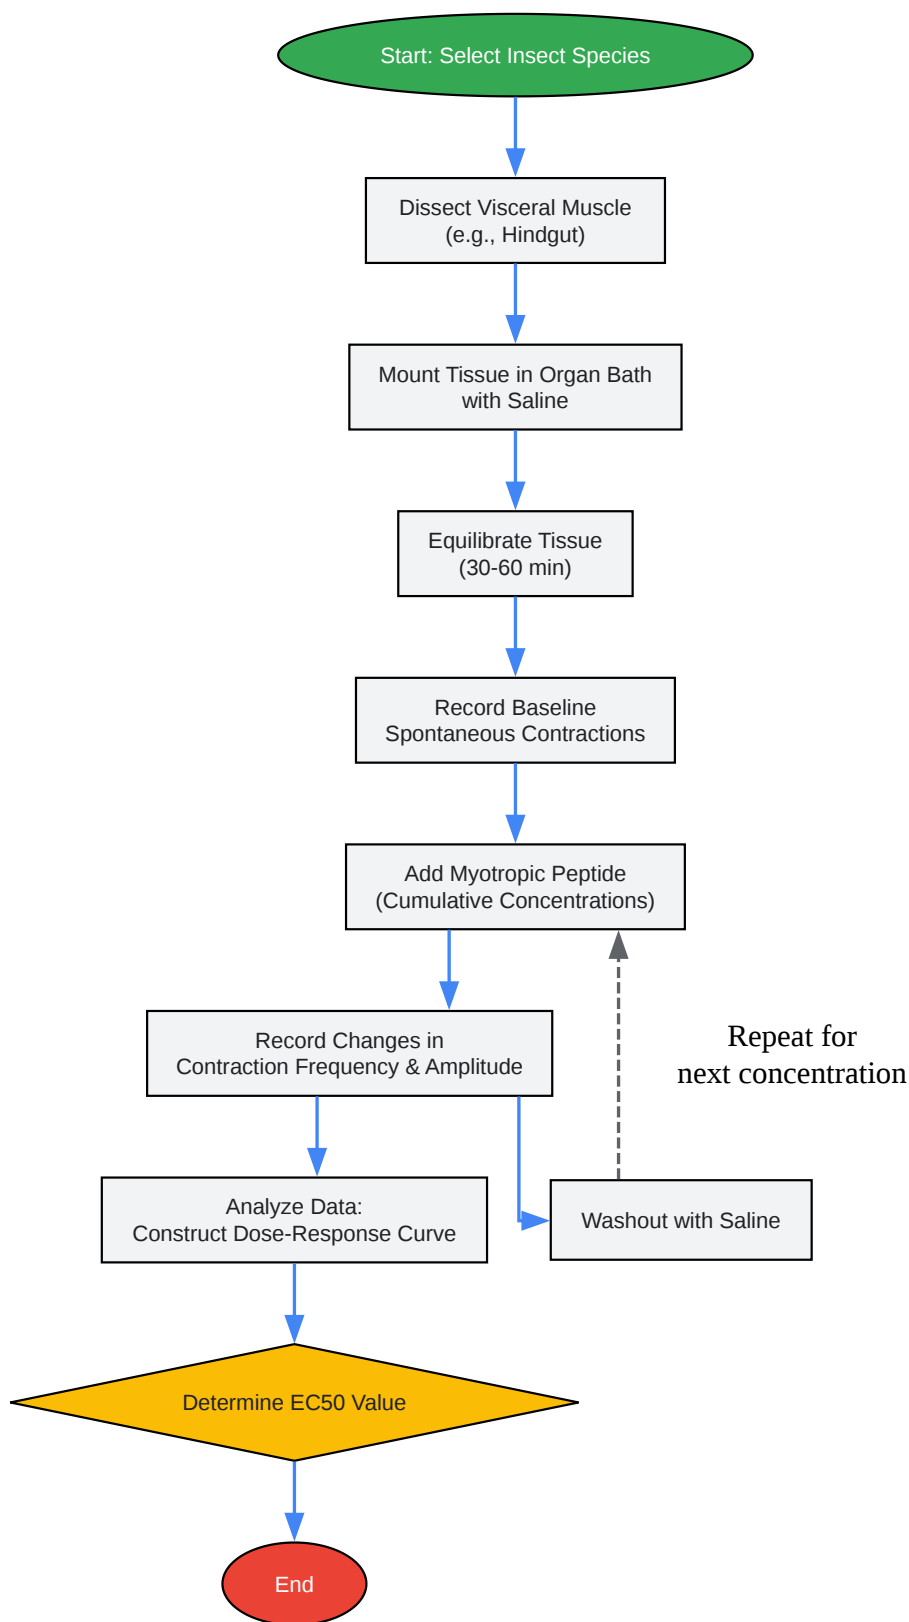 Start: Select Insect Species
Dissect Visceral Muscle
(e.g., Hindgut)
Mount Tissue in Organ Bath
with Saline
Equilibrate Tissue
(30-60 min)
Record Baseline
Spontaneous Contractions
Add Myotropic Peptide
(Cumulative Concentrations)
Record Changes in
Contraction Frequency & Amplitude
Repeat for
next concentration
Analyze Data:
Construct Dose-Response Curve
Washout with Saline
Determine EC50 Value
End